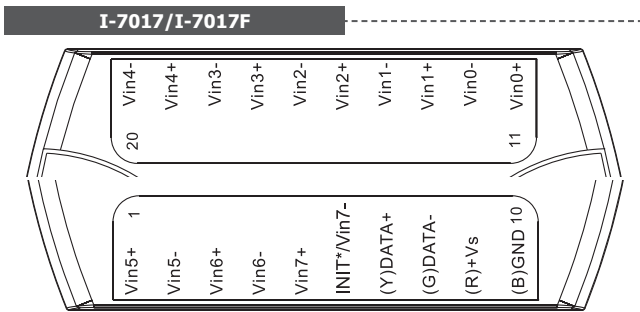 I-7017/I-7017F
Vin4-
Vin4+
Vin3-
Vin3+
Vin2-
Vin2+
Vin1-
Vin1+
Vin0-
Vin0+
20
11
1
Vin5+
Vin5-
Vin6+
Vin6-
Vin7+
INIT*/Vin7-
(Y)DATA+
(G)DATA-
(R)+Vs
(B)GND 10